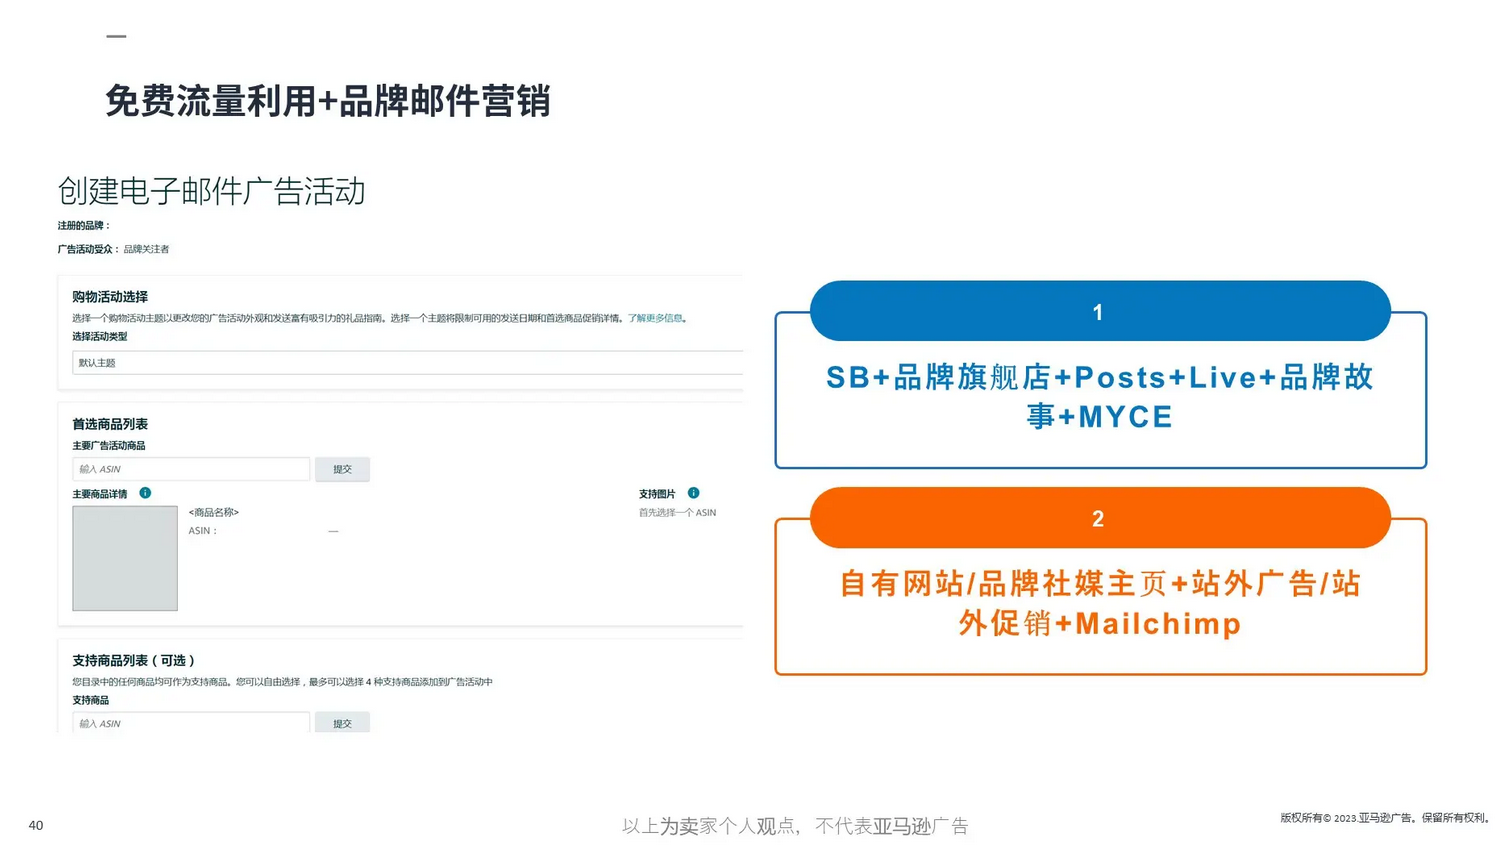 免费流量利用+品牌邮件营销
创建电子邮件广告活动
注册的品牌：
广告活动受众： 品牌关注者
购物活动选择
选择一个购物活动主题以更改您的广告活动外观和发送富有吸引力的礼品指南。选择一个主题将限制可用的发送日期和首选商品促销详情。了解更多信息。
选择活动类型
默认主题
首选商品列表
主要广告活动商品
输入 ASIN
提交
主要商品详情
支持图片
<商品名称>
首先选择一个 ASIN
ASIN： —
支持商品列表（可选）
您目录中的任何商品均可作为支持商品。您可以自由选择，最多可以选择 4 种支持商品添加到广告活动中
支持商品
输入 ASIN
提交
1
SB+品牌旗舰店+Posts+Live+品牌故
事+MYCE
2
自有网站/品牌社媒主页+站外广告/站
外促销+Mailchimp
40
以上为卖家个人观点，不代表亚马逊广告
版权所有© 2023.亚马逊广告。保留所有权利。